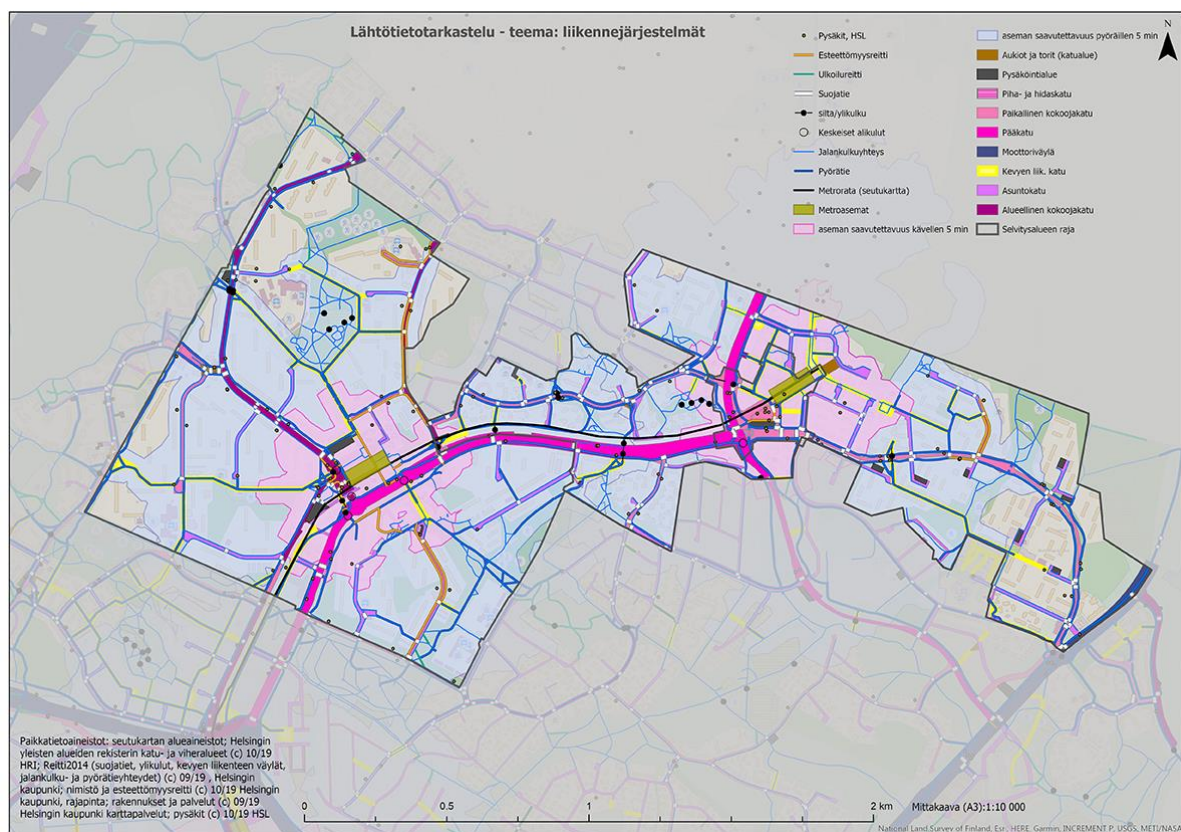 Lähtötietotarkastelu - teema: liikennejärjestelmät
N
Pysäkit, HSL
Esteettömyysreitti
Ulkoilureitti
Suojatie
silta/ylikulku
Keskeiset alikulut
Jalankulkuyhteys
Pyörätie
Metrorata (seutukartta)
Metroasemat
aseman saavutettavuus kävellen 5 min
aseman saavutettavuus pyöräillen 5 min
Aukiot ja torit (katualue)
Pysäköintialue
Piha- ja hidaskatu
Paikallinen kokoojakatu
Pääkatu
Moottoriväylä
Kevyen liik. katu
Asuntokatu
Alueellinen kokoojakatu
Selvitysalueen raja
Paikkatietoaineistot: seutukartan alueaineistot; Helsingin
yleisten alueiden rekisterin katu- ja viheralueet (c) 10/19
HRI; Reitti2014 (suojatiet, ylikulut, kevyen liikenteen väylät,
jalankulku- ja pyörätieyhteydet) (c) 09/19 , Helsingin
kaupunki; nimistö ja esteettömyysreitti (c) 10/19 Helsingin
kaupunki, rajapinta; rakennukset ja palvelut (c) 09/19
Helsingin kaupunki karttapalvelut; pysäkit (c) 10/19 HSL
0 0.5 1 2 km
Mittakaava (A3):1:10 000
National Land Survey of Finland, Esri, HERE, Garmin, INCREMENT P, USGS, METI/NASA